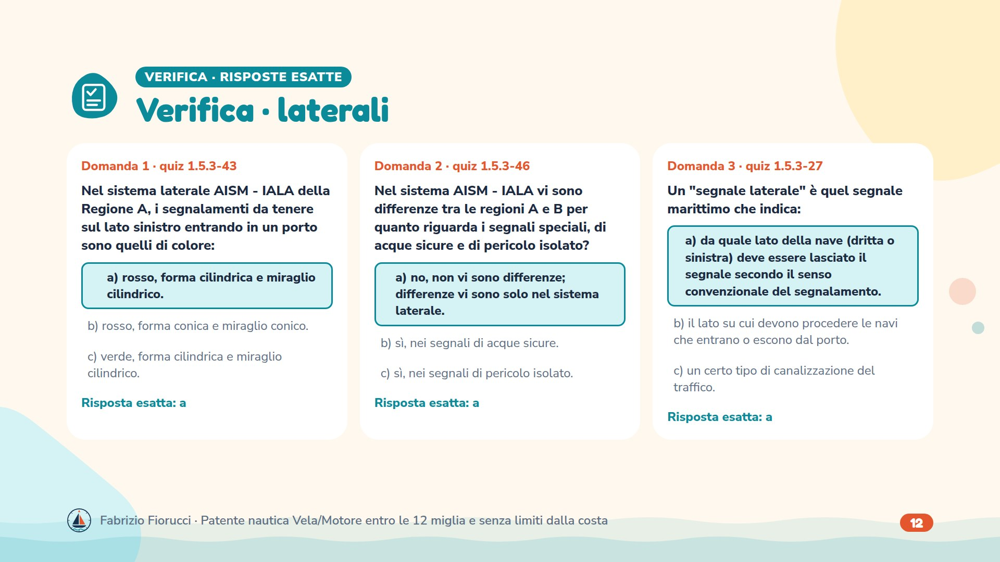 VERIFICA · RISPOSTE ESATTE
Verifica · laterali
Domanda 1 · quiz 1.5.3-43
Nel sistema laterale AISM - IALA della
Regione A, i segnalamenti da tenere
sul lato sinistro entrando in un porto
sono quelli di colore:
a) rosso, forma cilindrica e miraglio
cilindrico.
b) rosso, forma conica e miraglio conico.
c) verde, forma cilindrica e miraglio
cilindrico.
Risposta esatta: a
Domanda 2 · quiz 1.5.3-46
Nel sistema AISM - IALA vi sono
differenze tra le regioni A e B per
quanto riguarda i segnali speciali, di
acque sicure e di pericolo isolato?
a) no, non vi sono differenze;
differenze vi sono solo nel sistema
laterale.
b) sì, nei segnali di acque sicure.
c) sì, nei segnali di pericolo isolato.
Risposta esatta: a
Domanda 3 · quiz 1.5.3-27
Un "segnale laterale" è quel segnale
marittimo che indica:
a) da quale lato della nave (dritta o
sinistra) deve essere lasciato il
segnale secondo il senso
convenzionale del segnalamento.
b) il lato su cui devono procedere le navi
che entrano o escono dal porto.
c) un certo tipo di canalizzazione del
traffico.
Risposta esatta: a
Fabrizio Fiorucci · Patente nautica Vela/Motore entro le 12 miglia e senza limiti dalla costa
12